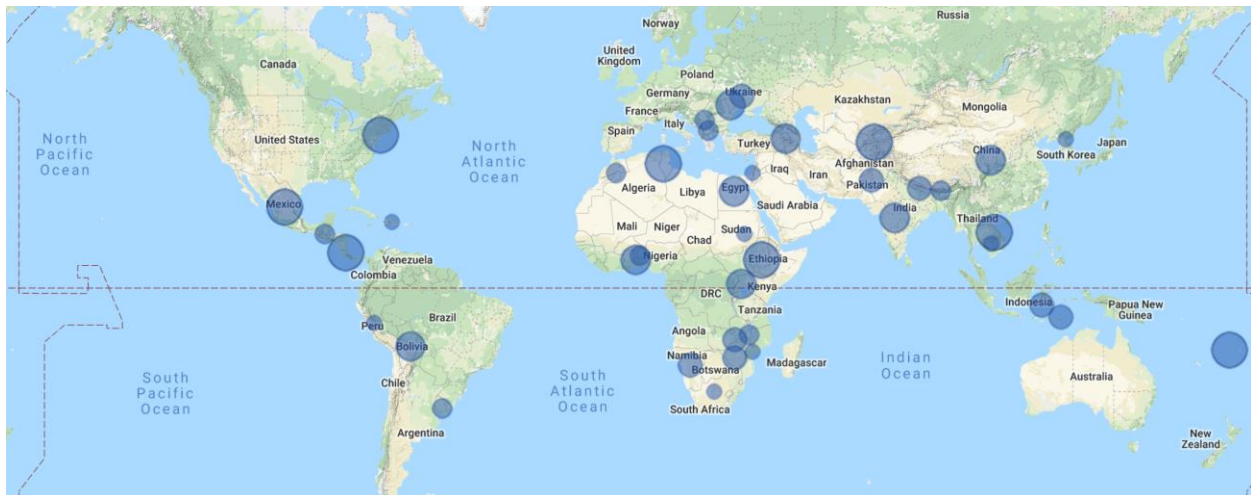 Russia
Norway
Canada
United
Kingdom
Poland
Ukraine
Germany
Kazakhstan
Mongolia
France
North
Pacific
Ocean
United States
North
Atlantic
Ocean
Italy
Spain
Turkey
China
Japan
South Korea
Afghanistan
Iraq
Iran
Algeria
Libya
Egypt
Pakistan
Mexico
Saudi Arabia
India
Mali
Niger
Chad
Sudan
Thailand
Venezuela
Nigeria
Ethiopia
Colombia
Kenya
DRC
Indonesia
Papua New
Guinea
Tanzania
Peru
Brazil
Angola
Bolivia
Namibia
Botswana
Madagascar
Indian
Ocean
South
Pacific
Ocean
Chile
South
Atlantic
Ocean
Australia
South Africa
Argentina
New
Zealand